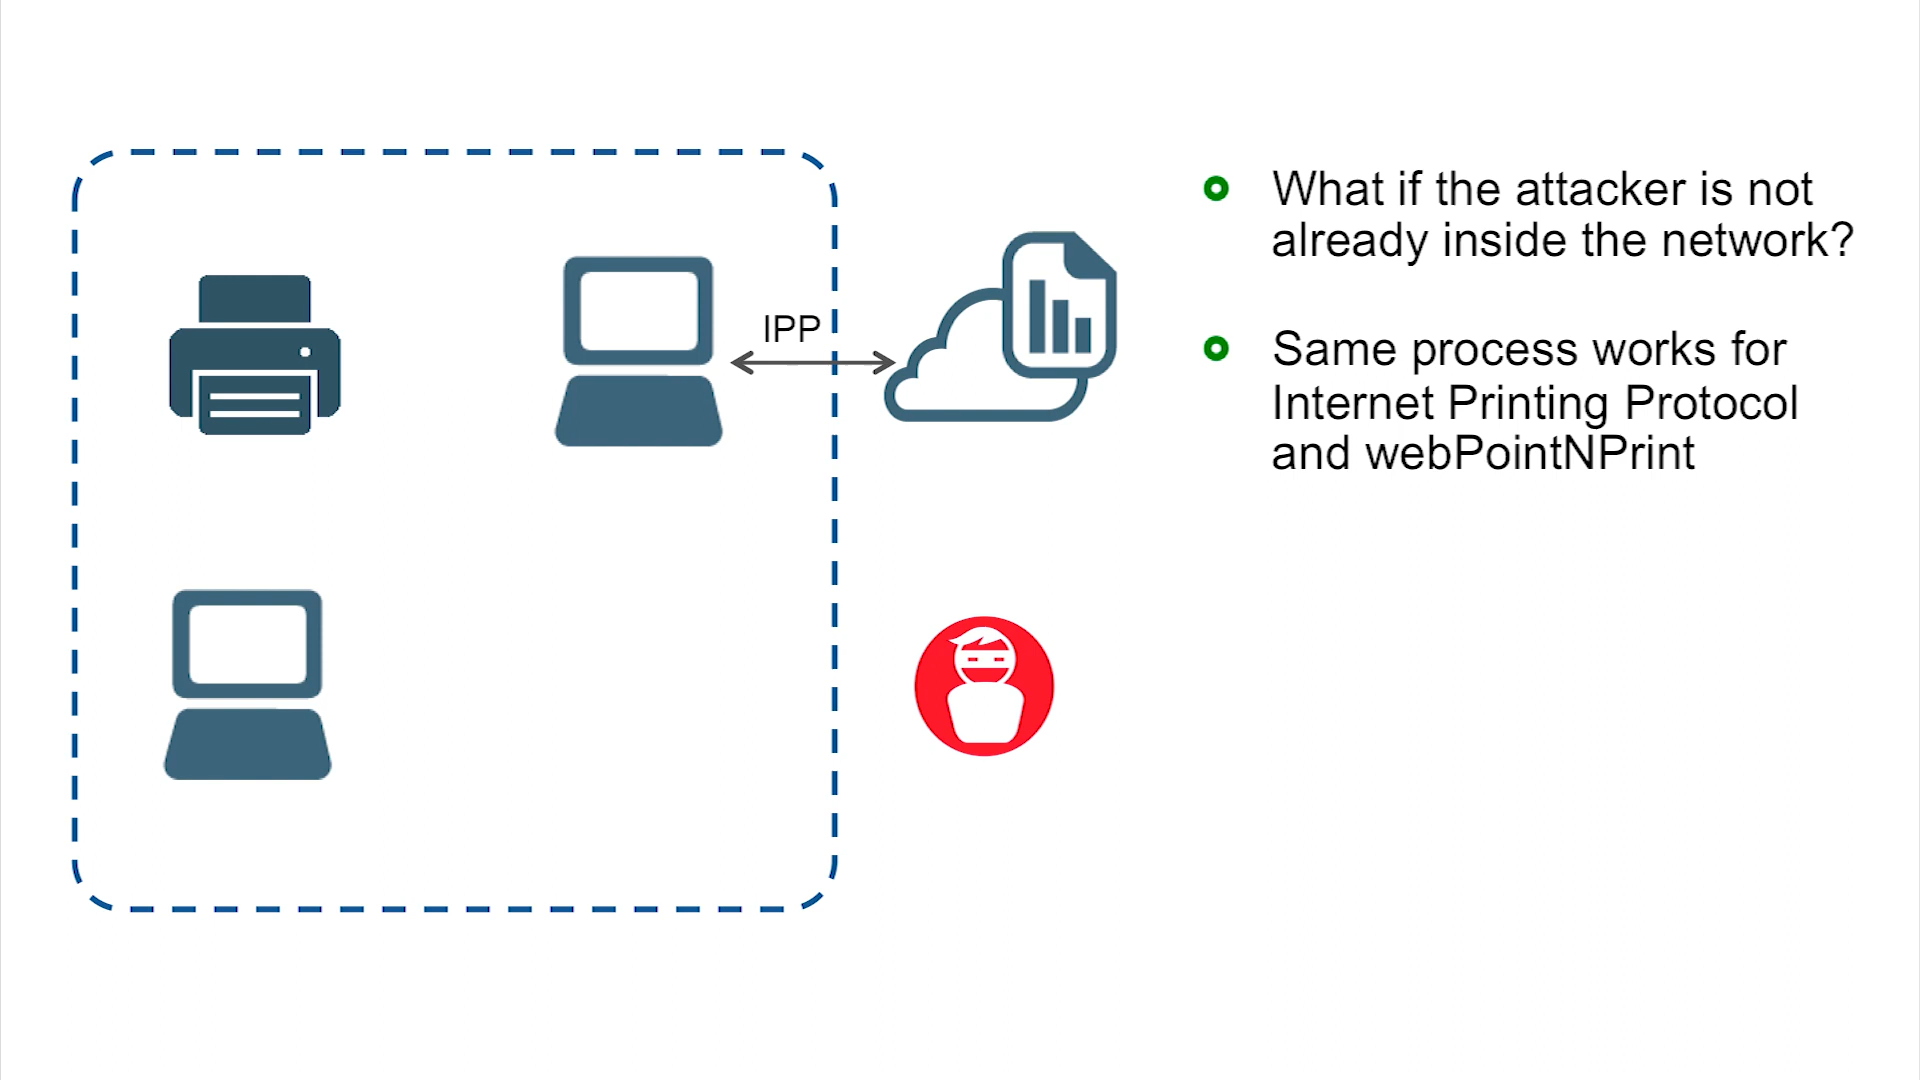 IPP
What if the attacker is not
already inside the network?
Same process works for
Internet Printing Protocol
and webPointNPrint